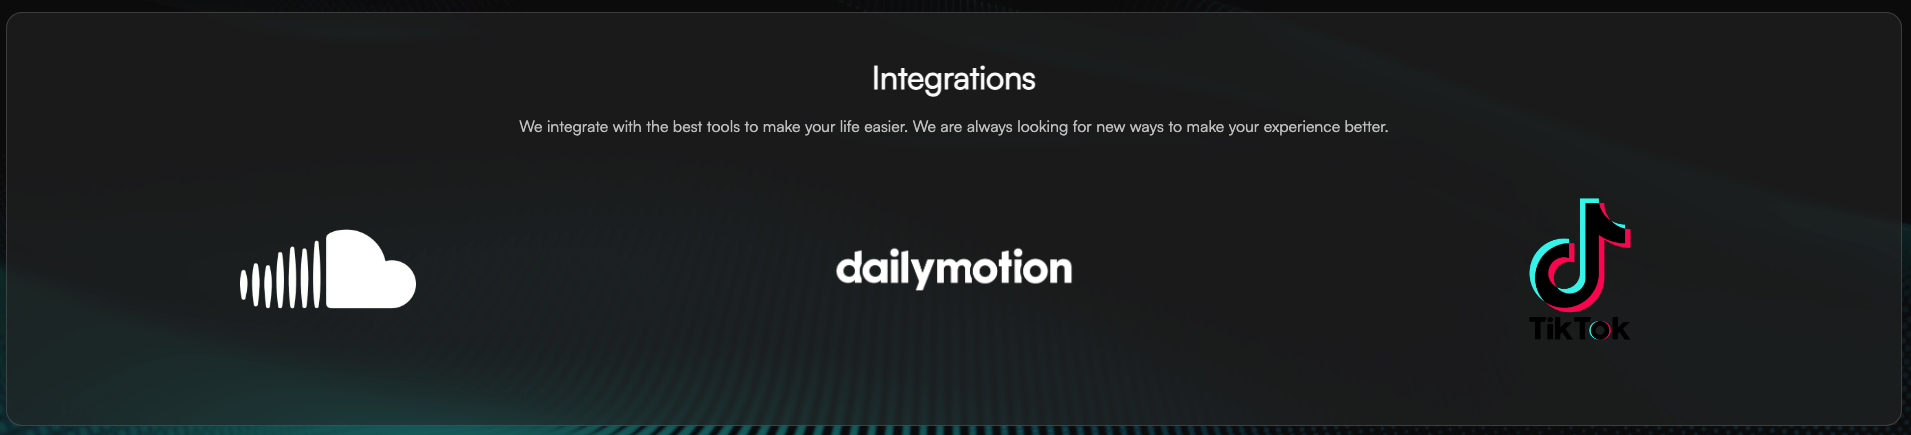 Integrations
We integrate with the best tools to make your life easier. We are always looking for new ways to make your experience better.
dailymotion
TikTok